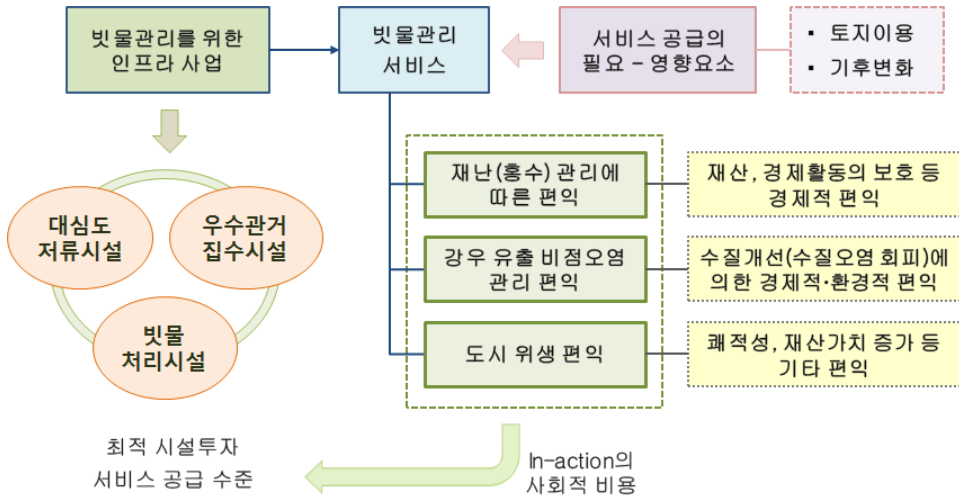 빗물관리를 위한
인프라 사업
빗물관리
서비스
서비스 공급의
필요 – 영향요소
▪ 토지이용
▪ 기후변화
대심도
저류시설
우수관거
집수시설
빗물
처리시설
재난(홍수) 관리에
따른 편익
재산, 경제활동의 보호 등
경제적 편익
강우 유출 비점오염
관리 편익
수질개선(수질오염 회피)에
의한 경제적·환경적 편익
도시 위생 편익
쾌적성, 재산가치 증가 등
기타 편익
최적 시설투자
서비스 공급 수준
In-action의
사회적 비용